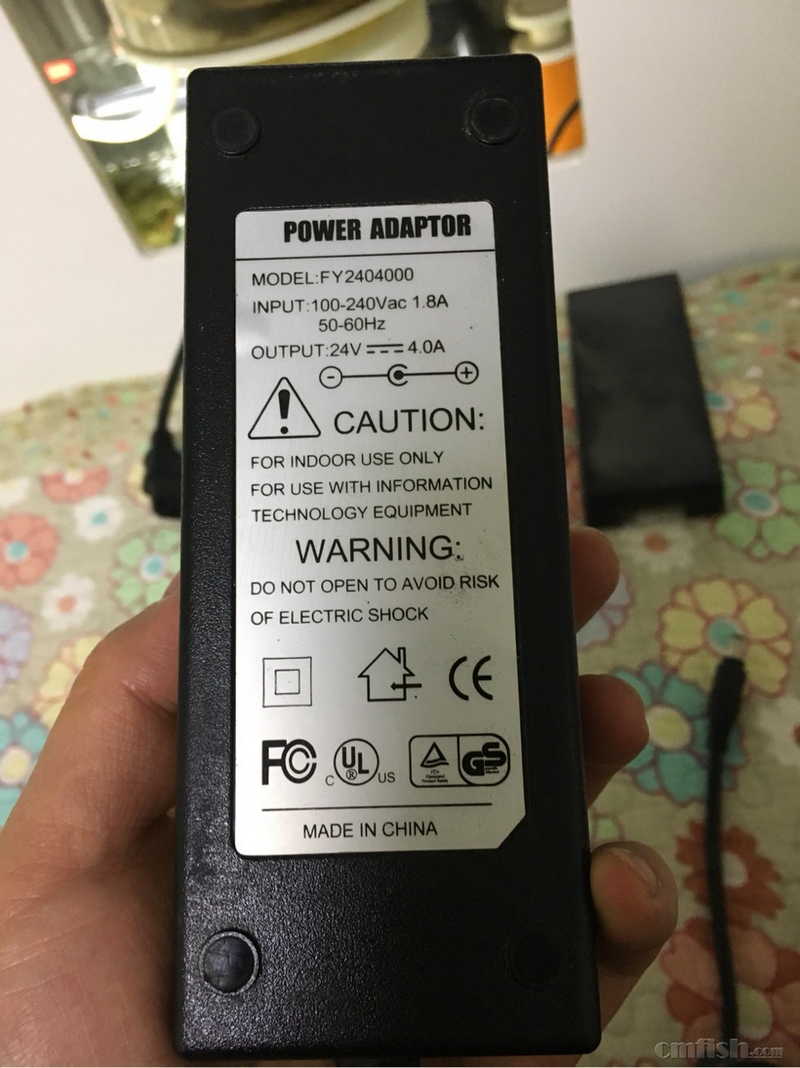 POWER ADAPTOR
MODEL:FY2404000
INPUT:100-240Vac 1.8A
50-60Hz
OUTPUT:24V 4.0A
- +
CAUTION:
FOR INDOOR USE ONLY
FOR USE WITH INFORMATION
TECHNOLOGY EQUIPMENT
WARNING:
DO NOT OPEN TO AVOID RISK
OF ELECTRIC SHOCK
CE
FC C UL ® US GS
MADE IN CHINA
cmfish.com